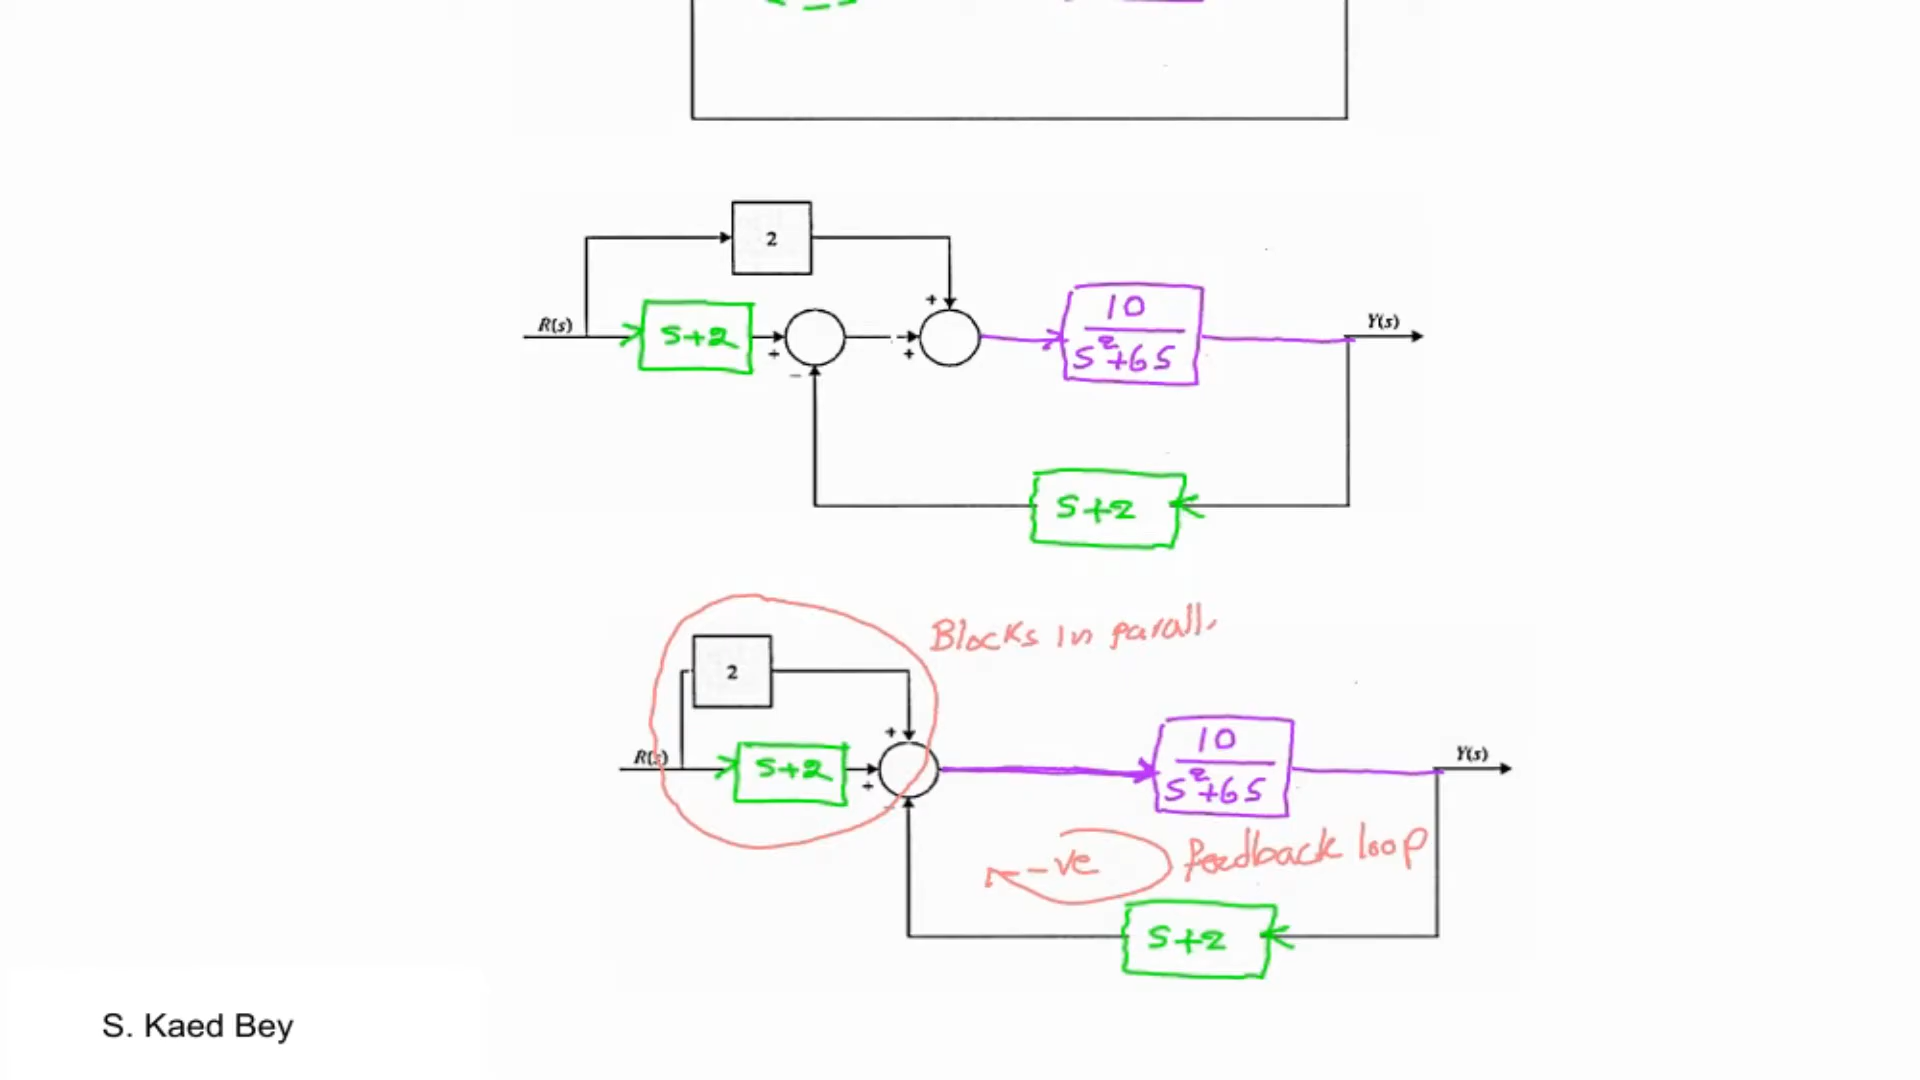 2
R(s)
S+2
+
−
+
+
10
S²+6S
Y(s)
S+2
Blocks in parall.
2
R(s)
S+2
+
+
−
10
S²+6S
Y(s)
-ve feedback loop
S+2
S. Kaed Bey